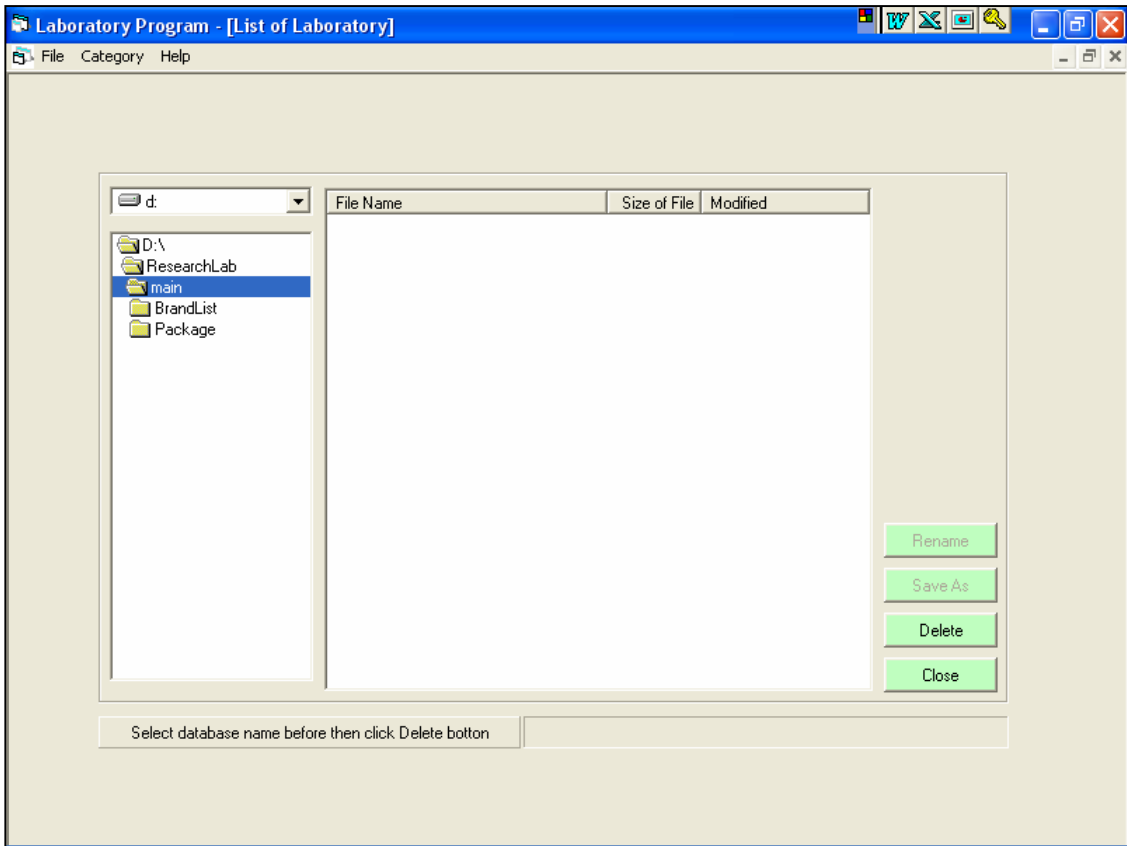 Laboratory Program - [List of Laboratory]
File Category Help
d:
File Name Size of File Modified
D:\
ResearchLab
main
BrandList
Package
Rename
Save As
Delete
Close
Select database name before then click Delete botton